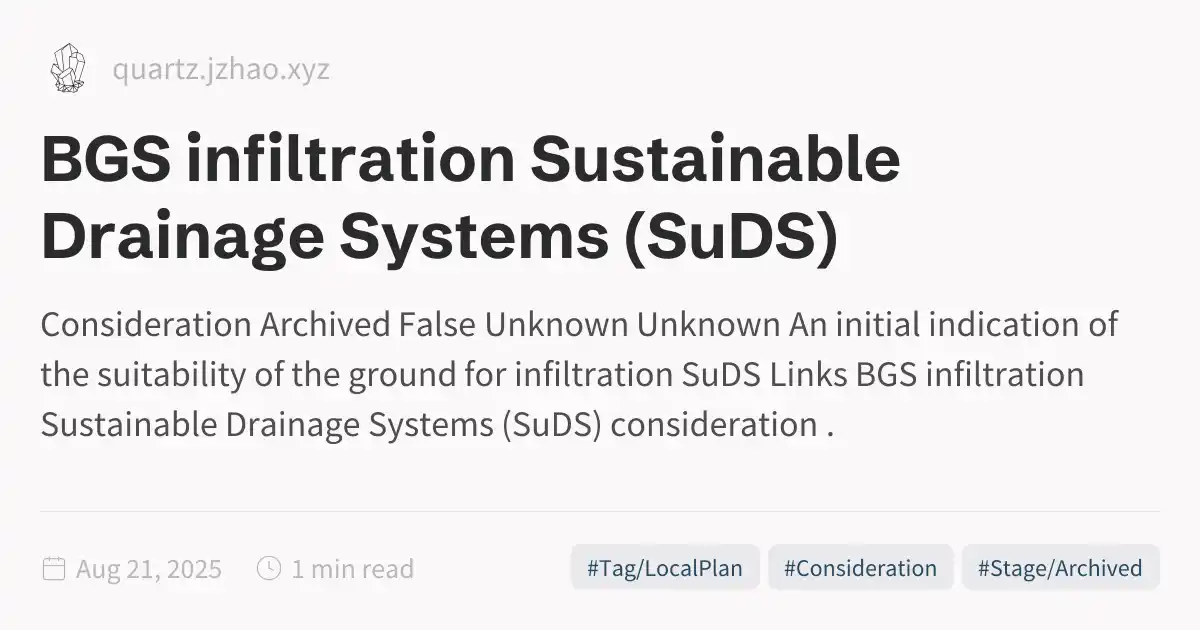 quartz.jzhao.xyz
BGS infiltration Sustainable
Drainage Systems (SuDS)
Consideration Archived False Unknown Unknown An initial indication of
the suitability of the ground for infiltration SuDS Links BGS infiltration
Sustainable Drainage Systems (SuDS) consideration .
Aug 21, 2025 1 min read #Tag/LocalPlan #Consideration #Stage/Archived